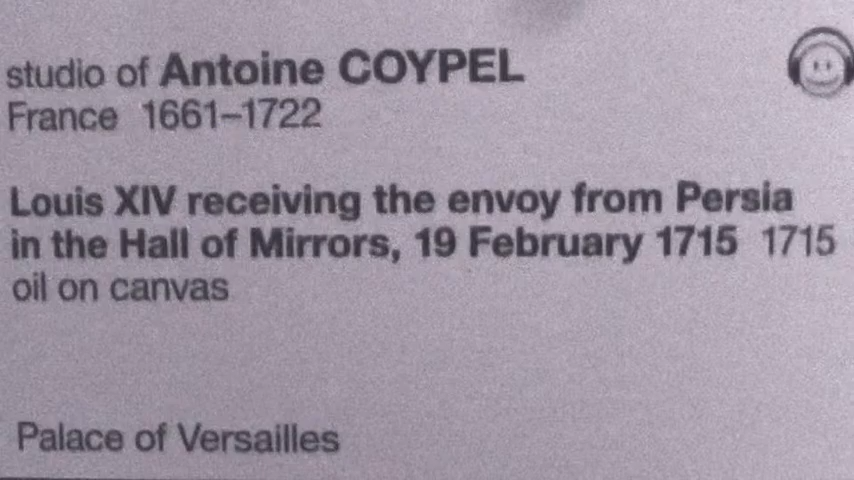 studio of Antoine COYPEL
France 1661–1722
Louis XIV receiving the envoy from Persia
in the Hall of Mirrors, 19 February 1715 1715
oil on canvas
Palace of Versailles